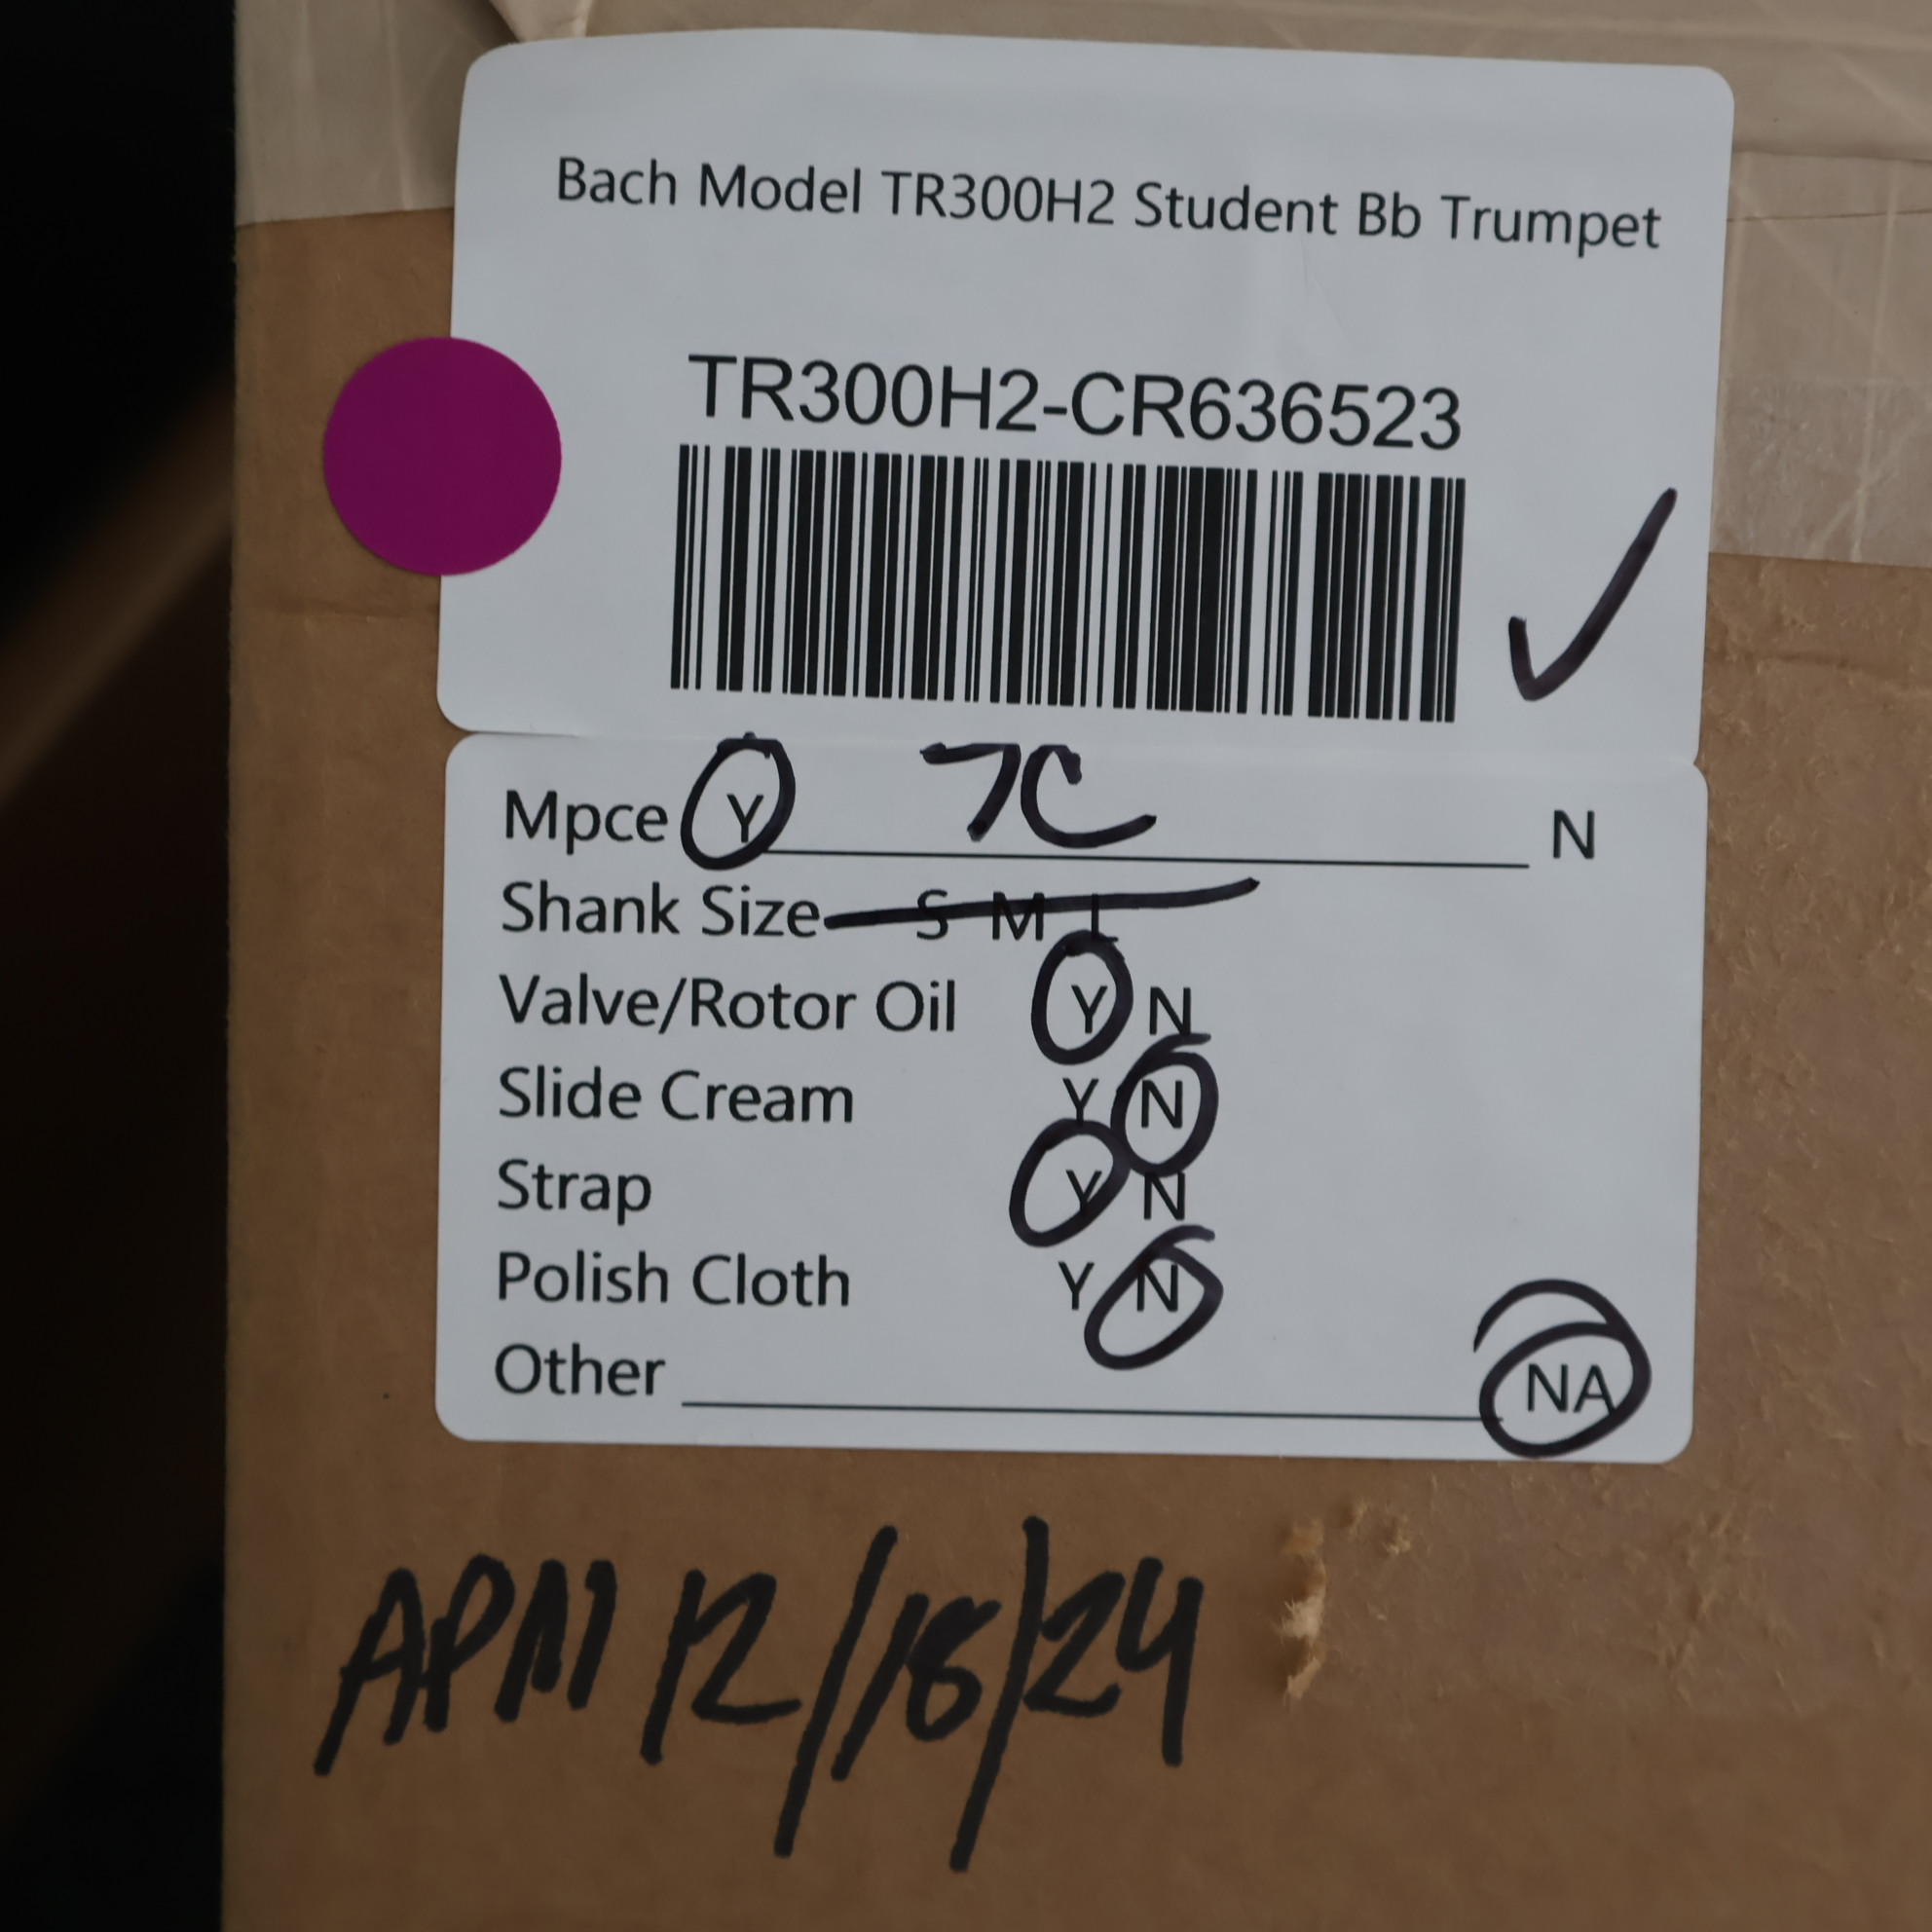 Bach Model TR300H2 Student Bb Trumpet
TR300H2-CR636523
Mpce Y 7C N
Shank Size S M L
Valve/Rotor Oil Y N
Slide Cream Y N
Strap Y N
Polish Cloth Y N
Other NA
APM 12/18/24